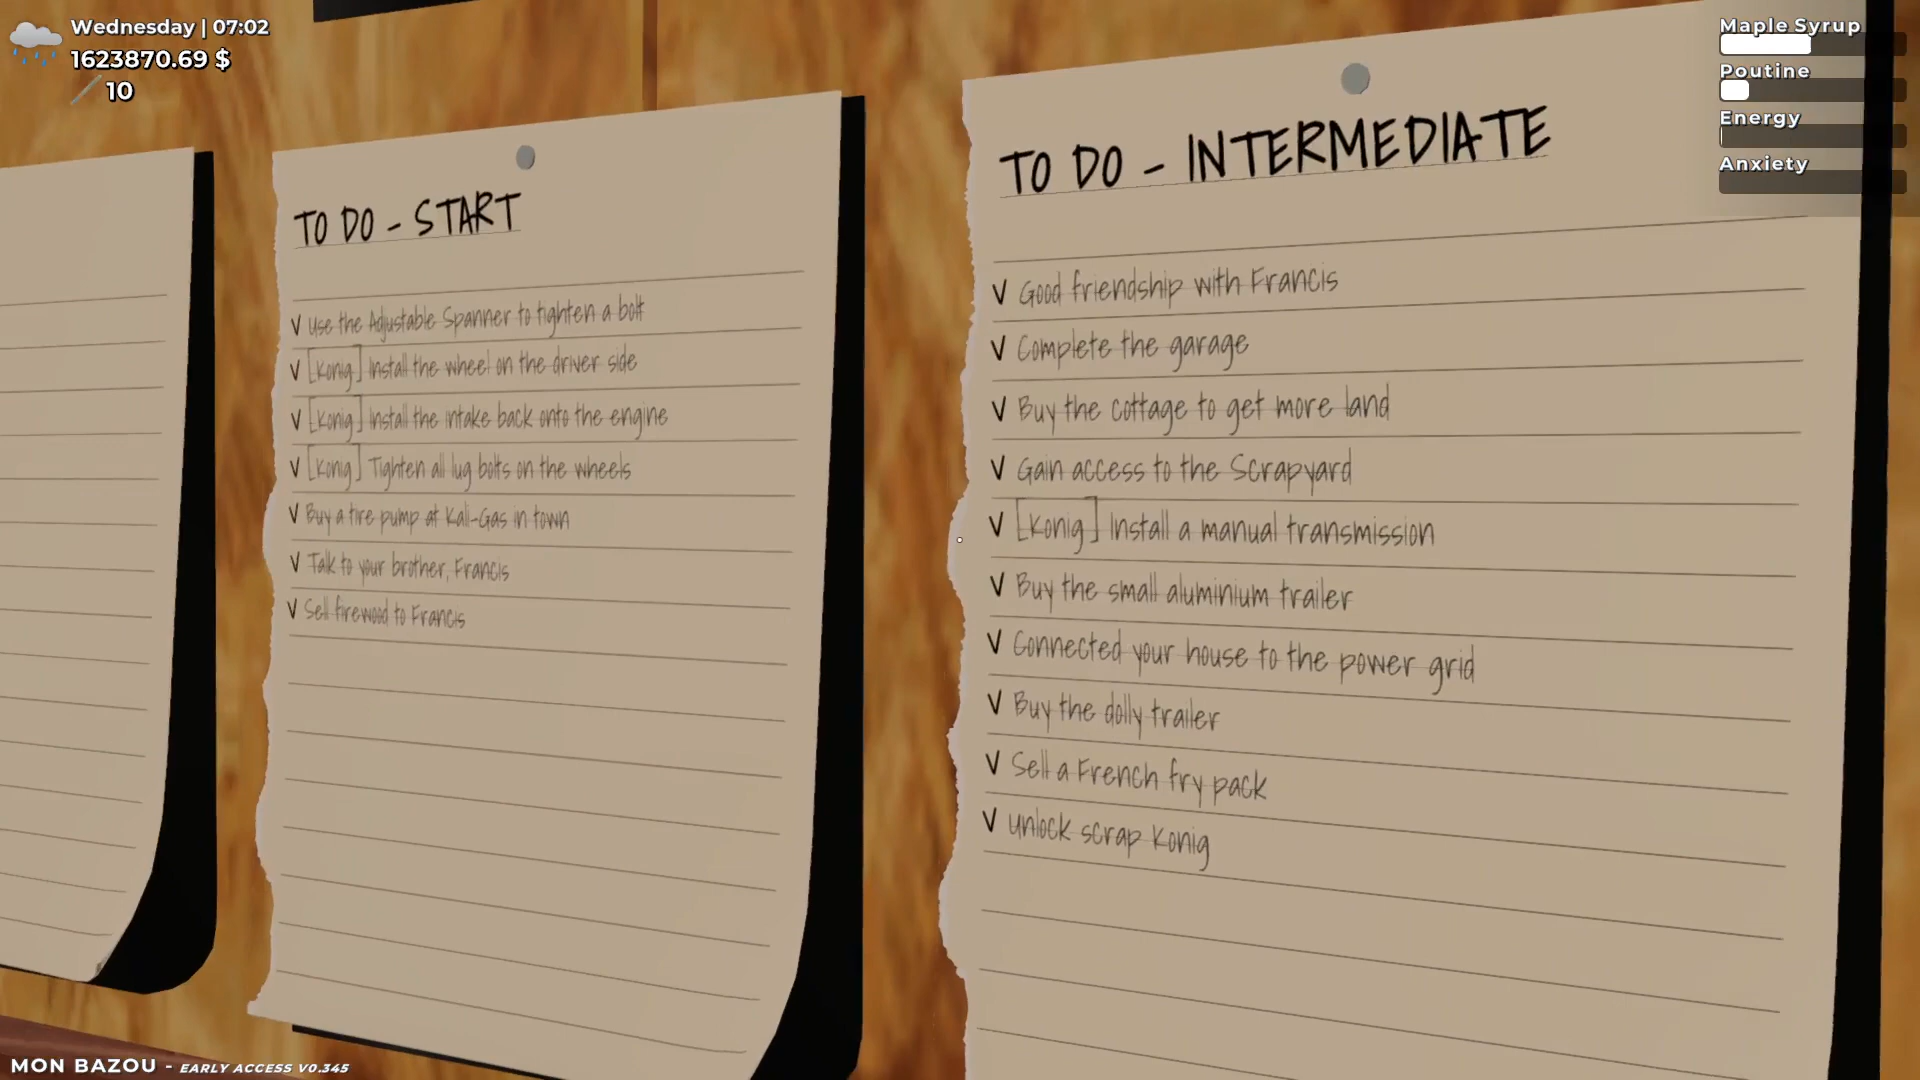 Wednesday | 07:02
1623870.69 $
10
Maple Syrup
Poutine
Energy
Anxiety
TO DO - START
V Use the Adjustable Spanner to tighten a bolt
V [Konig] Install the wheel on the driver side
V [Konig] Install the intake back onto the engine
V [Konig] Tighten all lug bolts on the wheels
V Buy a tire pump at Kali-Gas in town
V Talk to your brother, Francis
V Sell firewood to Francis
TO DO - INTERMEDIATE
V Good friendship with Francis
V Complete the garage
V Buy the cottage to get more land
V Gain access to the Scrapyard
V [Konig] Install a manual transmission
V Buy the small aluminium trailer
V Connected your house to the power grid
V Buy the dolly trailer
V Sell a French fry pack
V Unlock scrap Konig
MON BAZOU - EARLY ACCESS V0.345